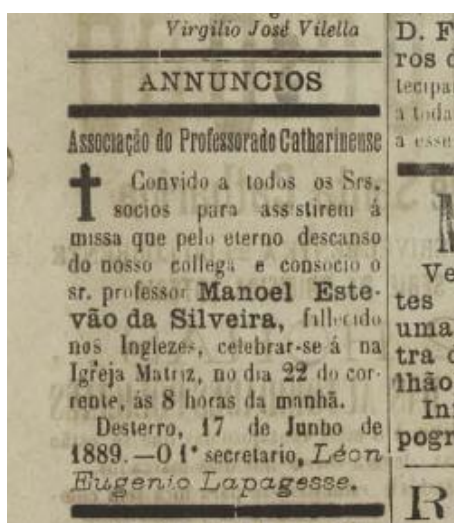 Virgilio José Vilella
ANNUNCIOS
Associação do Professorado Catharinense
Convido a todos os Srs.
socios para assistirem á
missa que pelo eterno descanso
do nosso collega e consocio o
sr. professor Manoel Este-
vão da Silveira, fallecido
nos Inglezes, celebrar-se á na
Igreja Matriz, no dia 22 do cor-
rente, ás 8 horas da manhã.
Desterro, 17 de Junho de
1889.—O 1º secretario, Léon
Eugenio Lapagesse.
D. F
ros
tecipa
a toda
a
Ve
tes
uma
tra
lhão
In
pogr
R